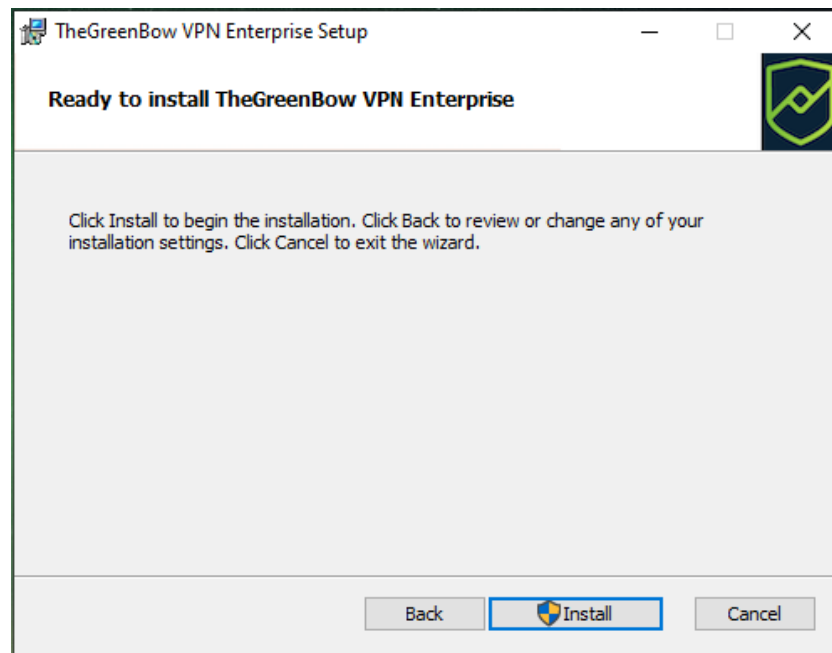 TheGreenBow VPN Enterprise Setup
Ready to install TheGreenBow VPN Enterprise
Click Install to begin the installation. Click Back to review or change any of your
installation settings. Click Cancel to exit the wizard.
Back
Install
Cancel